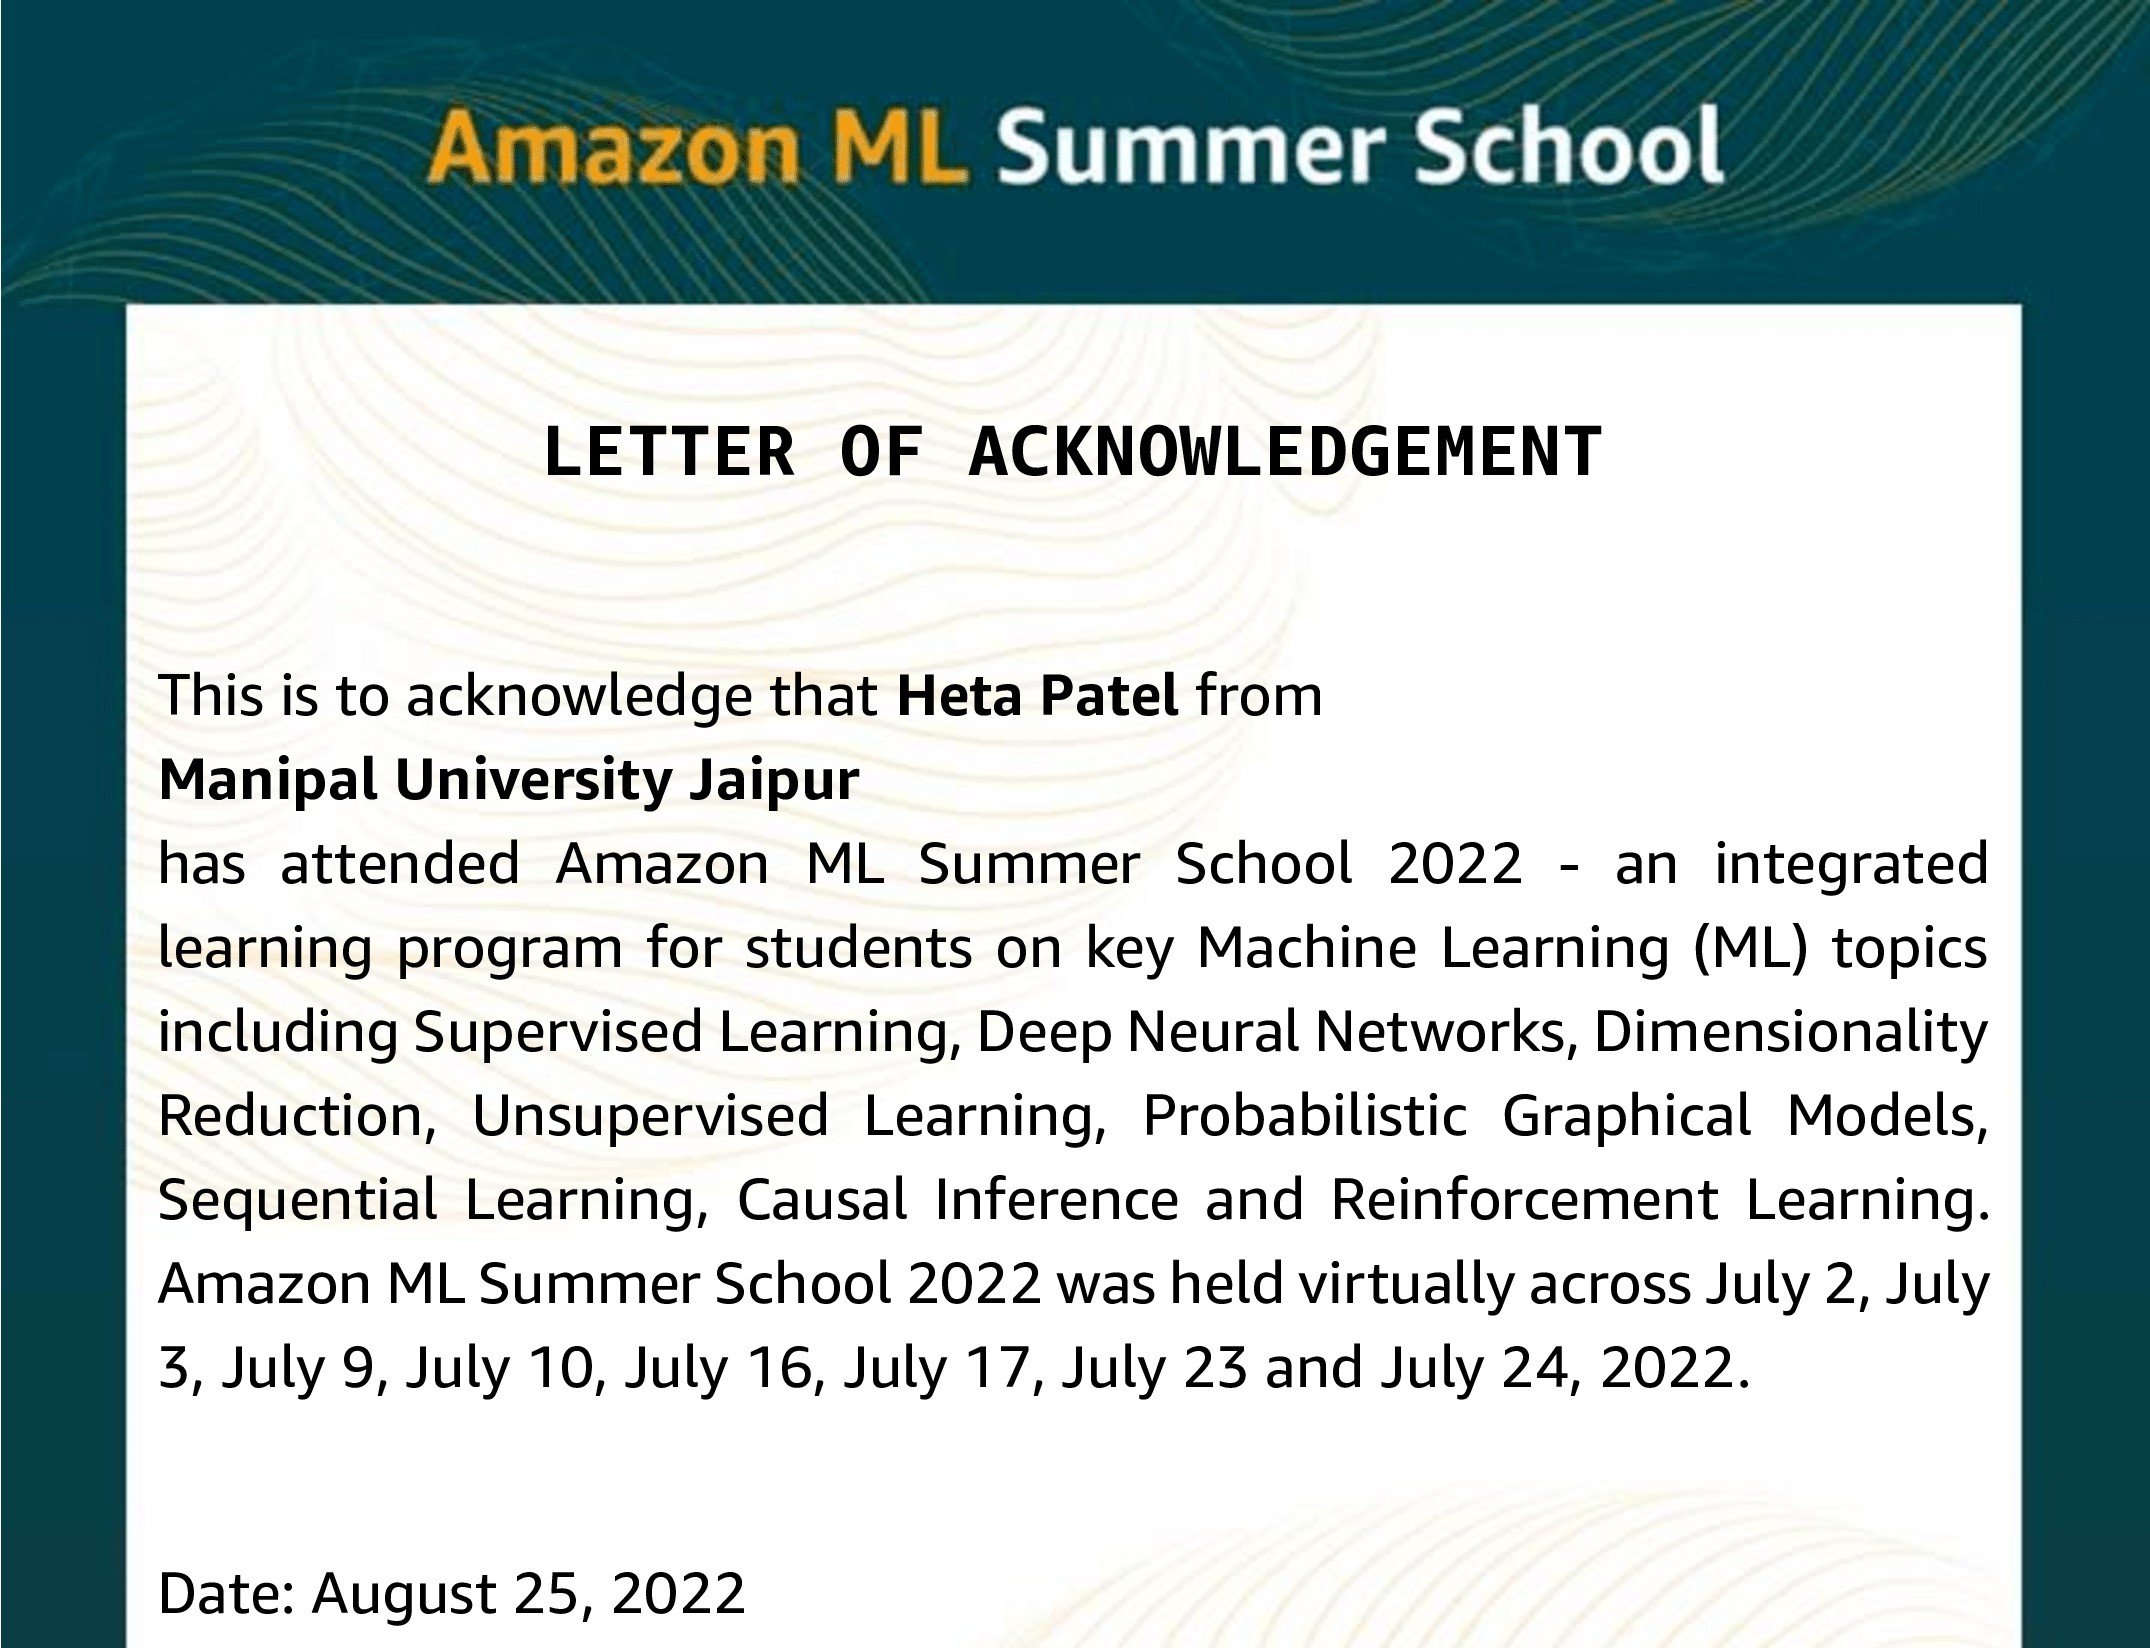 Amazon ML Summer School
LETTER OF ACKNOWLEDGEMENT
This is to acknowledge that Heta Patel from
Manipal University Jaipur
has attended Amazon ML Summer School 2022 - an integrated
learning program for students on key Machine Learning (ML) topics
including Supervised Learning, Deep Neural Networks, Dimensionality
Reduction, Unsupervised Learning, Probabilistic Graphical Models,
Sequential Learning, Causal Inference and Reinforcement Learning.
Amazon ML Summer School 2022 was held virtually across July 2, July
3, July 9, July 10, July 16, July 17, July 23 and July 24, 2022.
Date: August 25, 2022